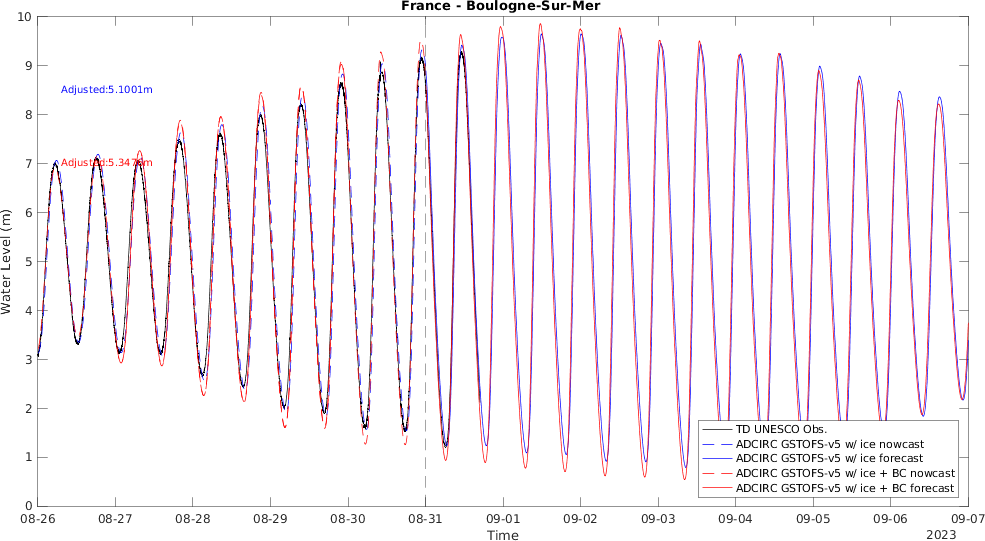 France - Boulogne-Sur-Mer
10
9
8
7
6
5
4
3
2
1
0
Water Level (m)
Adjusted:5.1001m
TD UNESCO Obs.
ADCIRC GSTOFS-v5 w/ ice nowcast
ADCIRC GSTOFS-v5 w/ ice forecast
ADCIRC GSTOFS-v5 w/ ice + BC nowcast
ADCIRC GSTOFS-v5 w/ ice + BC forecast
08-26 08-27 08-28 08-29 08-30 08-31 09-01 09-02 09-03 09-04 09-05 09-06 09-07
Time
2023